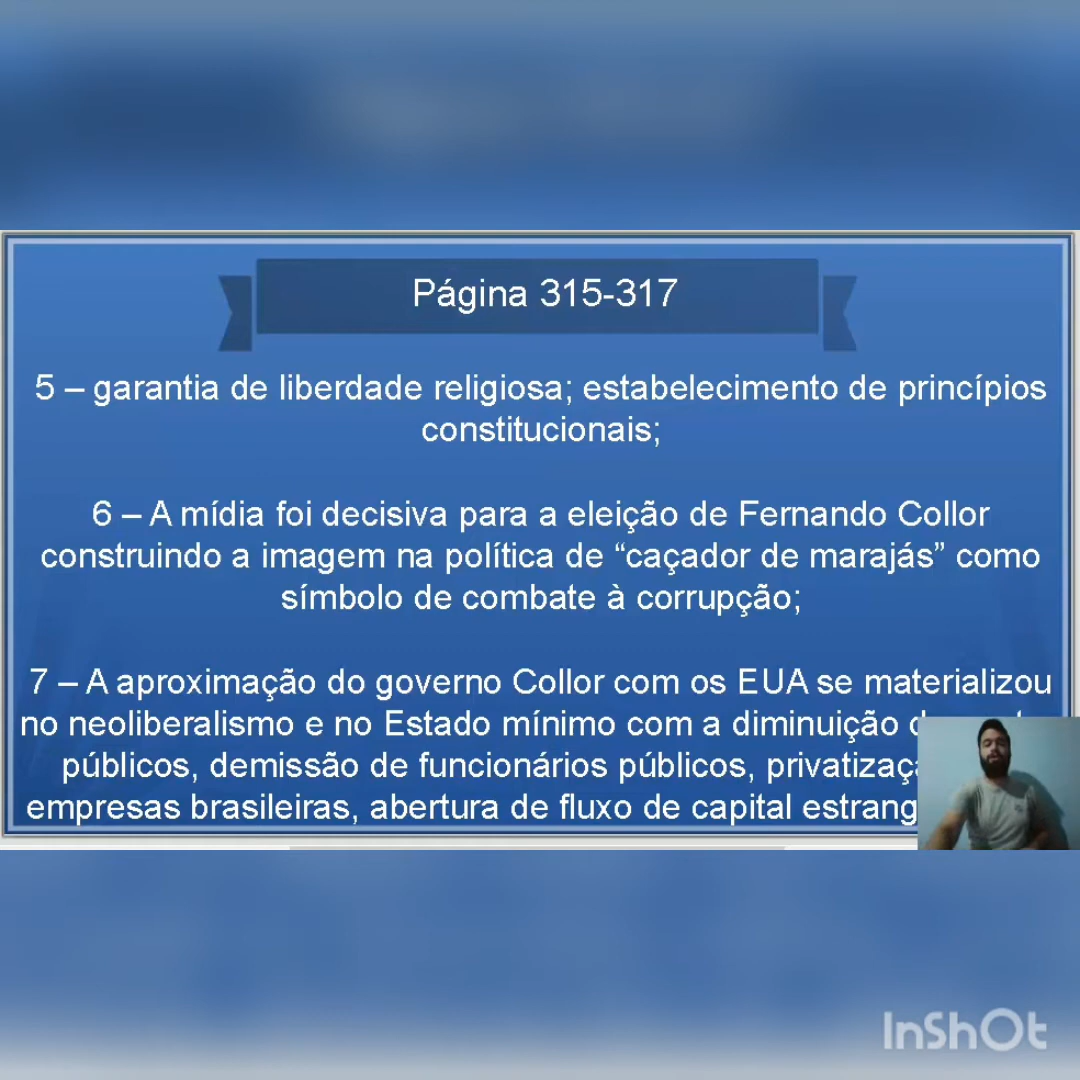 Página 315-317
5 – garantia de liberdade religiosa; estabelecimento de princípios
constitucionais;
6 – A mídia foi decisiva para a eleição de Fernando Collor
construindo a imagem na política de “caçador de marajás” como
símbolo de combate à corrupção;
7 – A aproximação do governo Collor com os EUA se materializou
no neoliberalismo e no Estado mínimo com a diminuição
públicos, demissão de funcionários públicos,
empresas brasileiras, abertura de fluxo de capital
InShOt